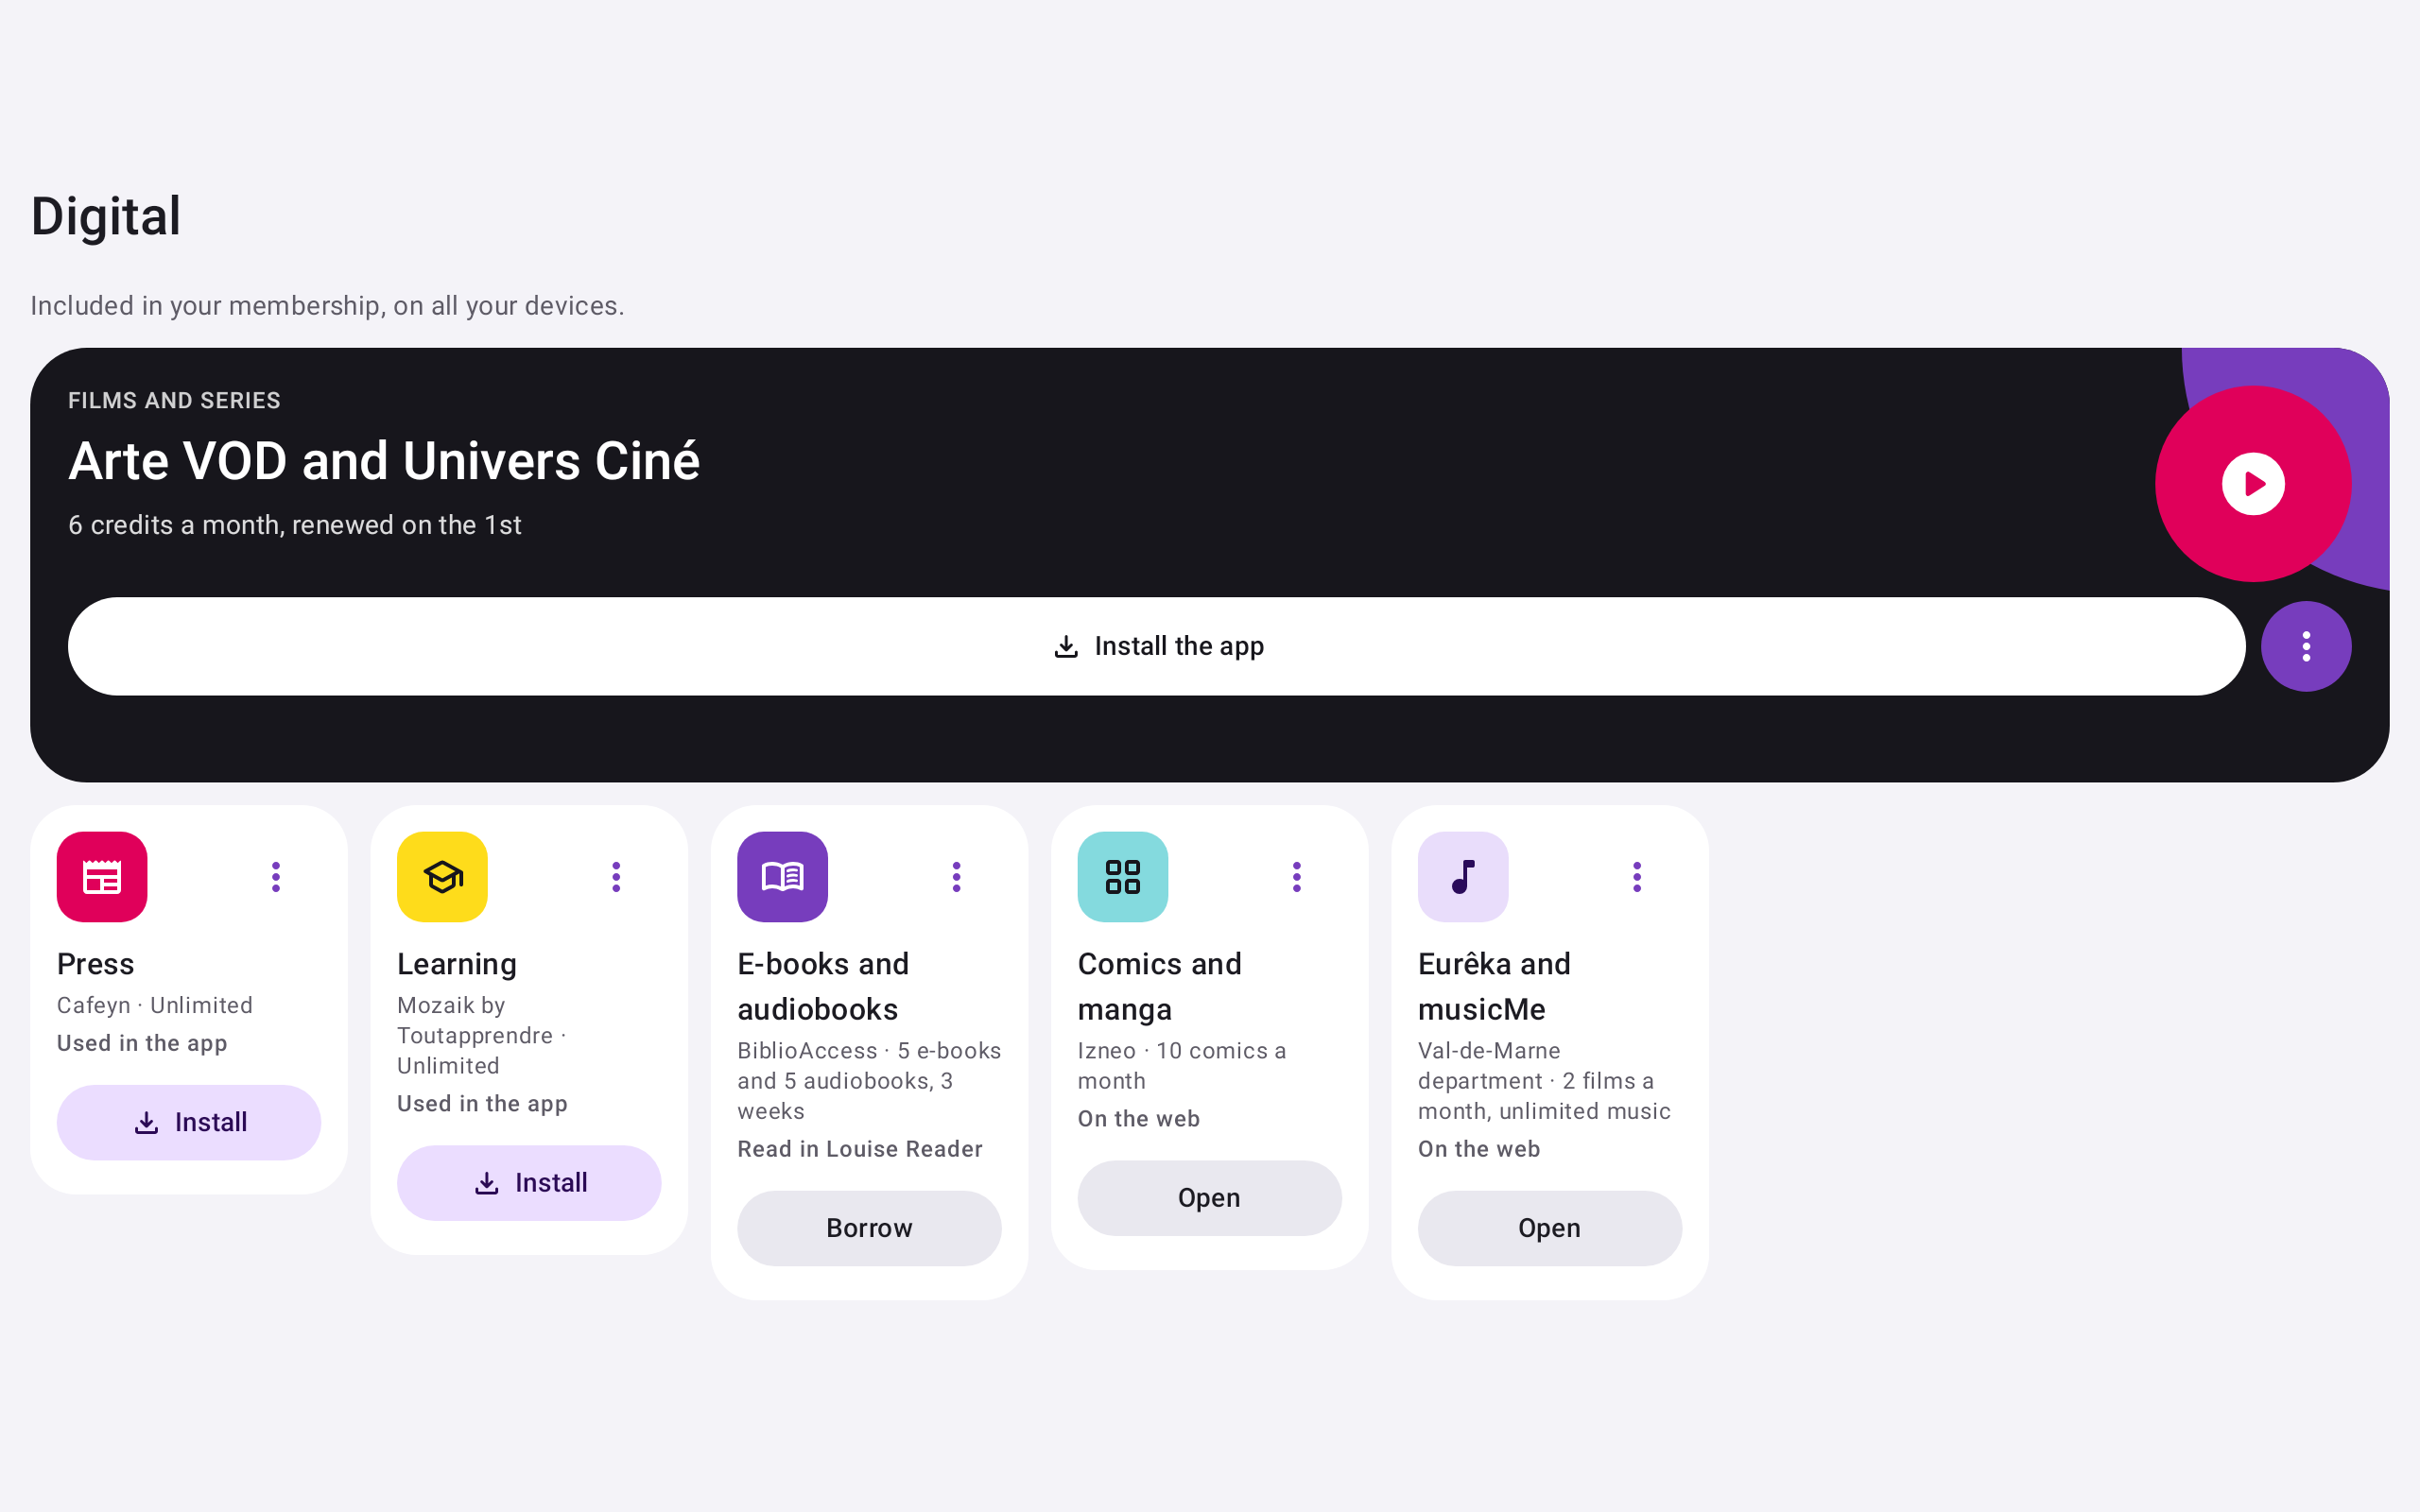 Digital
Included in your membership, on all your devices.
FILMS AND SERIES
Arte VOD and Univers Ciné
6 credits a month, renewed on the 1st
Install the app
Press
Cafeyn · Unlimited
Used in the app
Install
Learning
Mozaik by
Toutapprendre ·
Unlimited
Used in the app
Install
E-books and
audiobooks
BiblioAccess · 5 e-books
and 5 audiobooks, 3
weeks
Read in Louise Reader
Borrow
Comics and
manga
Izneo · 10 comics a
month
On the web
Open
Eurêka and
musicMe
Val-de-Marne
department · 2 films a
month, unlimited music
On the web
Open